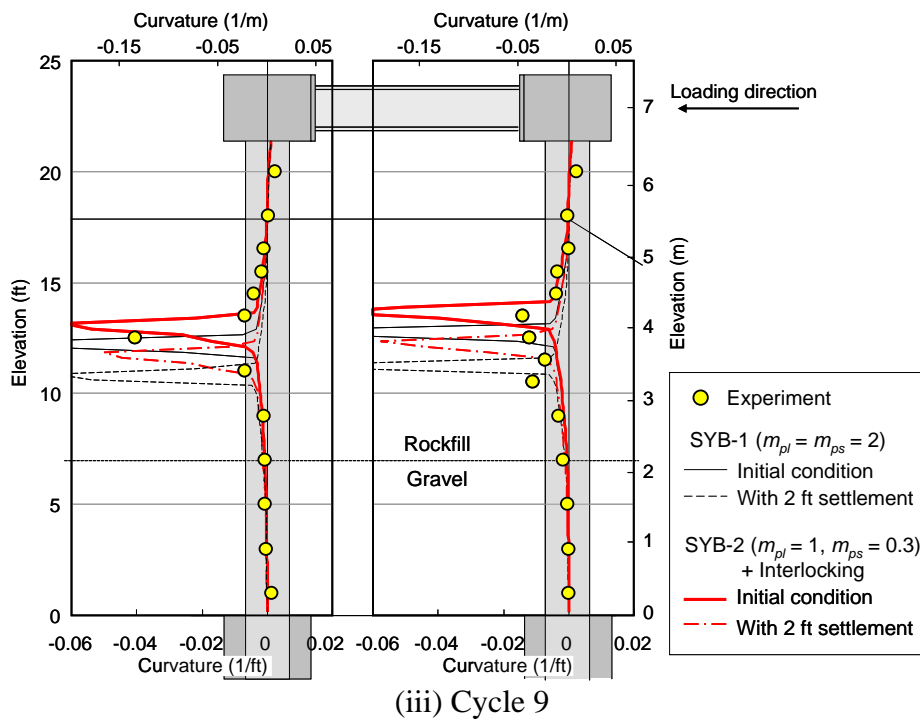 Curvature (1/m)
Curvature (1/m)
-0.15 -0.05 0.05
-0.15 -0.05 0.05
25
20
15
10
5
0
Elevation (ft)
7
6
5
4
3
2
1
0
Elevation (m)
Loading direction
Rockfill
Gravel
-0.06 -0.04 -0.02 0 0.02
-0.06 -0.04 -0.02 0 0.02
Curvature (1/ft)
Curvature (1/ft)
Experiment
SYB-1 (mpl = mps = 2)
Initial condition
With 2 ft settlement
SYB-2 (mpl = 1, mps = 0.3)
+ Interlocking
Initial condition
With 2 ft settlement
(iii) Cycle 9